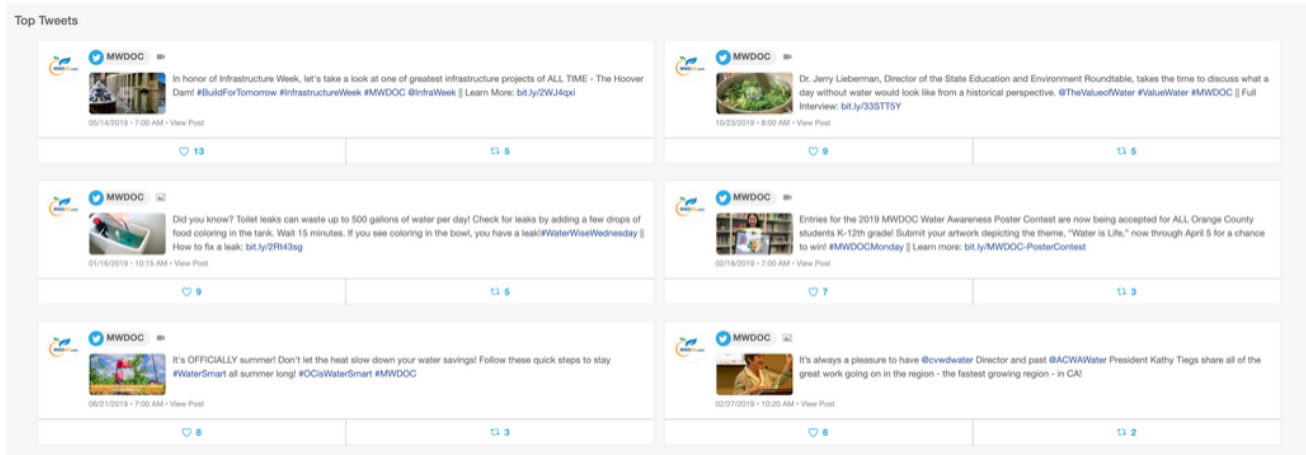 Top Tweets
MWDOC
In honor of Infrastructure Week, let's take a look at one of greatest infrastructure projects of ALL TIME - The Hoover
Dam! #BuildForTomorrow #InfrastructureWeek #MWDOC @InfraWeek || Learn More: bit.ly/2WJ4qxi
05/14/2019 • 7:00 AM • View Post
13
5
MWDOC
Dr. Jerry Lieberman, Director of the State Education and Environment Roundtable, takes the time to discuss what a
day without water would look like from a historical perspective. @TheValueofWater #ValueWater #MWDOC || Full
Interview: bit.ly/33STT5Y
10/23/2019 • 8:00 AM • View Post
9
5
MWDOC
Did you know? Toilet leaks can waste up to 500 gallons of water per day! Check for leaks by adding a few drops of
food coloring in the tank. Wait 15 minutes. If you see coloring in the bowl, you have a leak!#WaterWiseWednesday ||
How to fix a leak: bit.ly/2Rt43sg
01/16/2019 • 10:15 AM • View Post
9
5
MWDOC
Entries for the 2019 MWDOC Water Awareness Poster Contest are now being accepted for ALL Orange County
students K-12th grade! Submit your artwork depicting the theme, "Water is Life," now through April 5 for a chance
to win! #MWDOCMonday || Learn more: bit.ly/MWDOC-PosterContest
02/18/2019 • 7:00 AM • View Post
7
3
MWDOC
It's OFFICIALLY summer! Don't let the heat slow down your water savings! Follow these quick steps to stay
#WaterSmart all summer long! #OCisWaterSmart #MWDOC
06/21/2019 • 7:00 AM • View Post
8
3
MWDOC
It's always a pleasure to have @cvwdwater Director and past @ACWAWater President Kathy Tiegs share all of the
great work going on in the region - the fastest growing region - in CA!
02/27/2019 • 10:20 AM • View Post
8
2